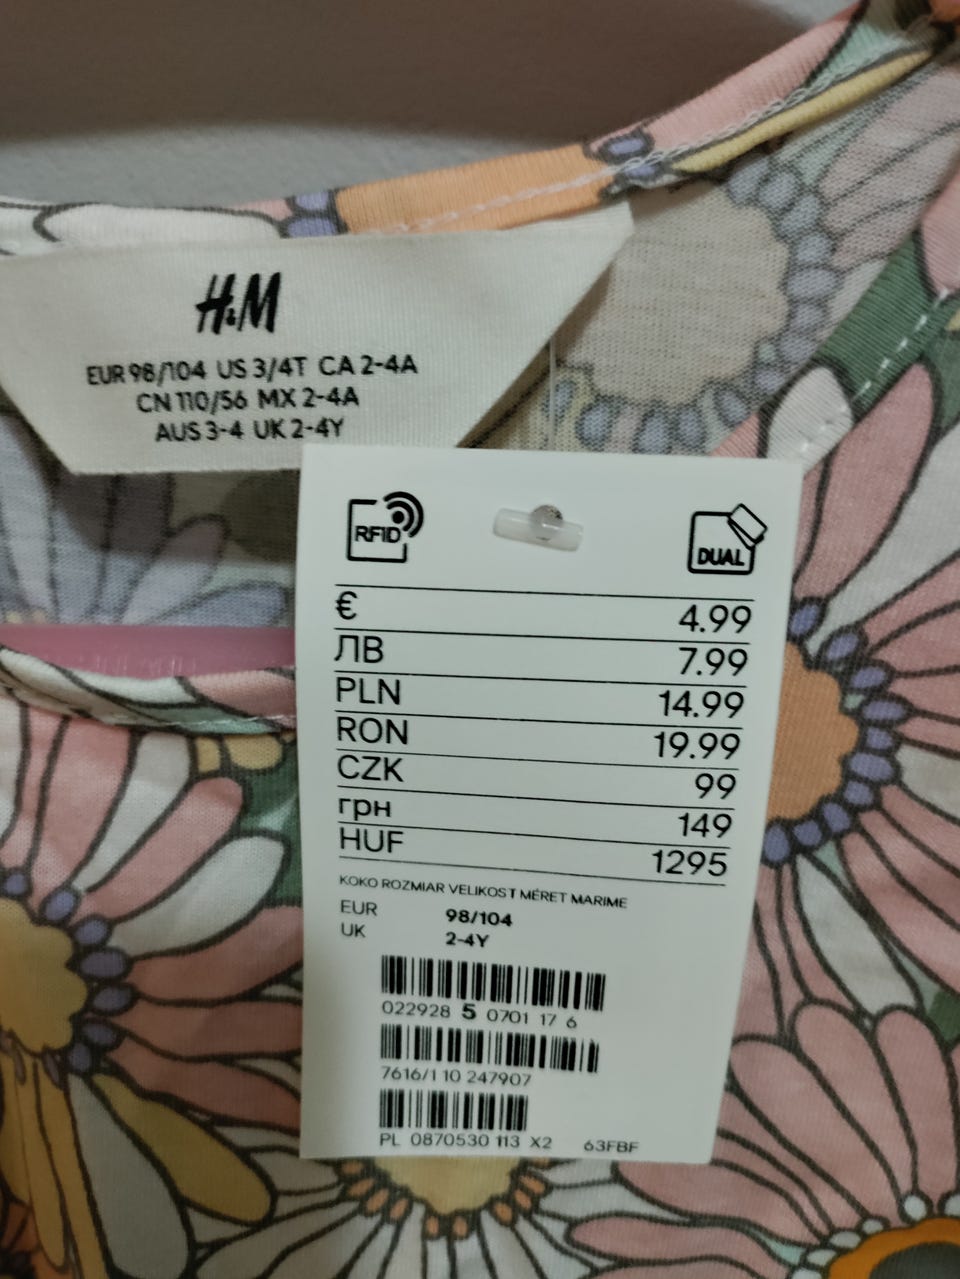 H&M
EUR 98/104 US 3/4T CA 2-4A
CN 110/56 MX 2-4A
AUS 3-4 UK 2-4Y
RFID
DUAL
€ 4.99
ЛВ 7.99
PLN 14.99
RON 19.99
CZK 99
грн 149
HUF 1295
KOKO ROZMIAR VELIKOST MÉRET MARIME
EUR 98/104
UK 2-4Y
022928 5 0701 17 6
7616/1 10 247907
PL 0870530 113 X2 63FBF